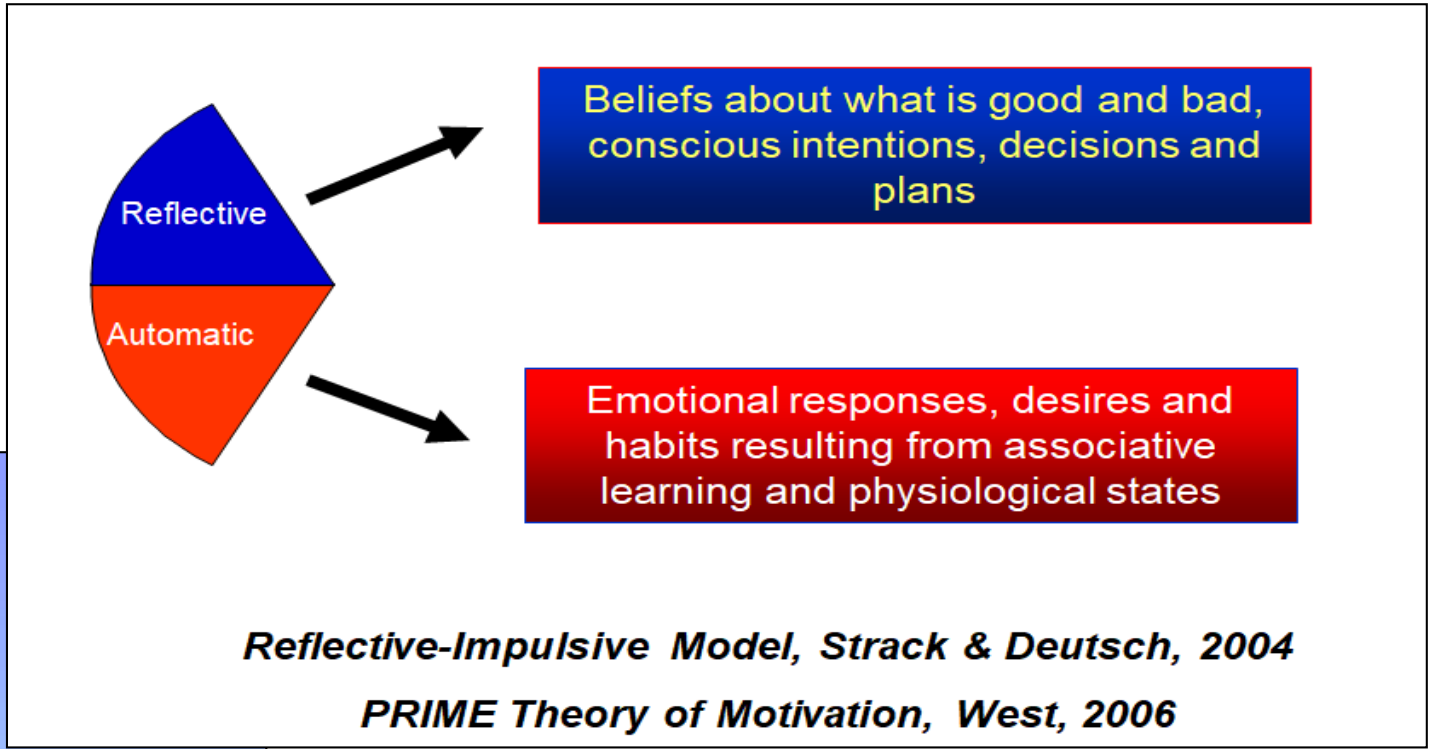 Beliefs about what is good and bad,
conscious intentions, decisions and
plans
Reflective
Automatic
Emotional responses, desires and
habits resulting from associative
learning and physiological states
Reflective-Impulsive Model, Strack & Deutsch, 2004
PRIME Theory of Motivation, West, 2006